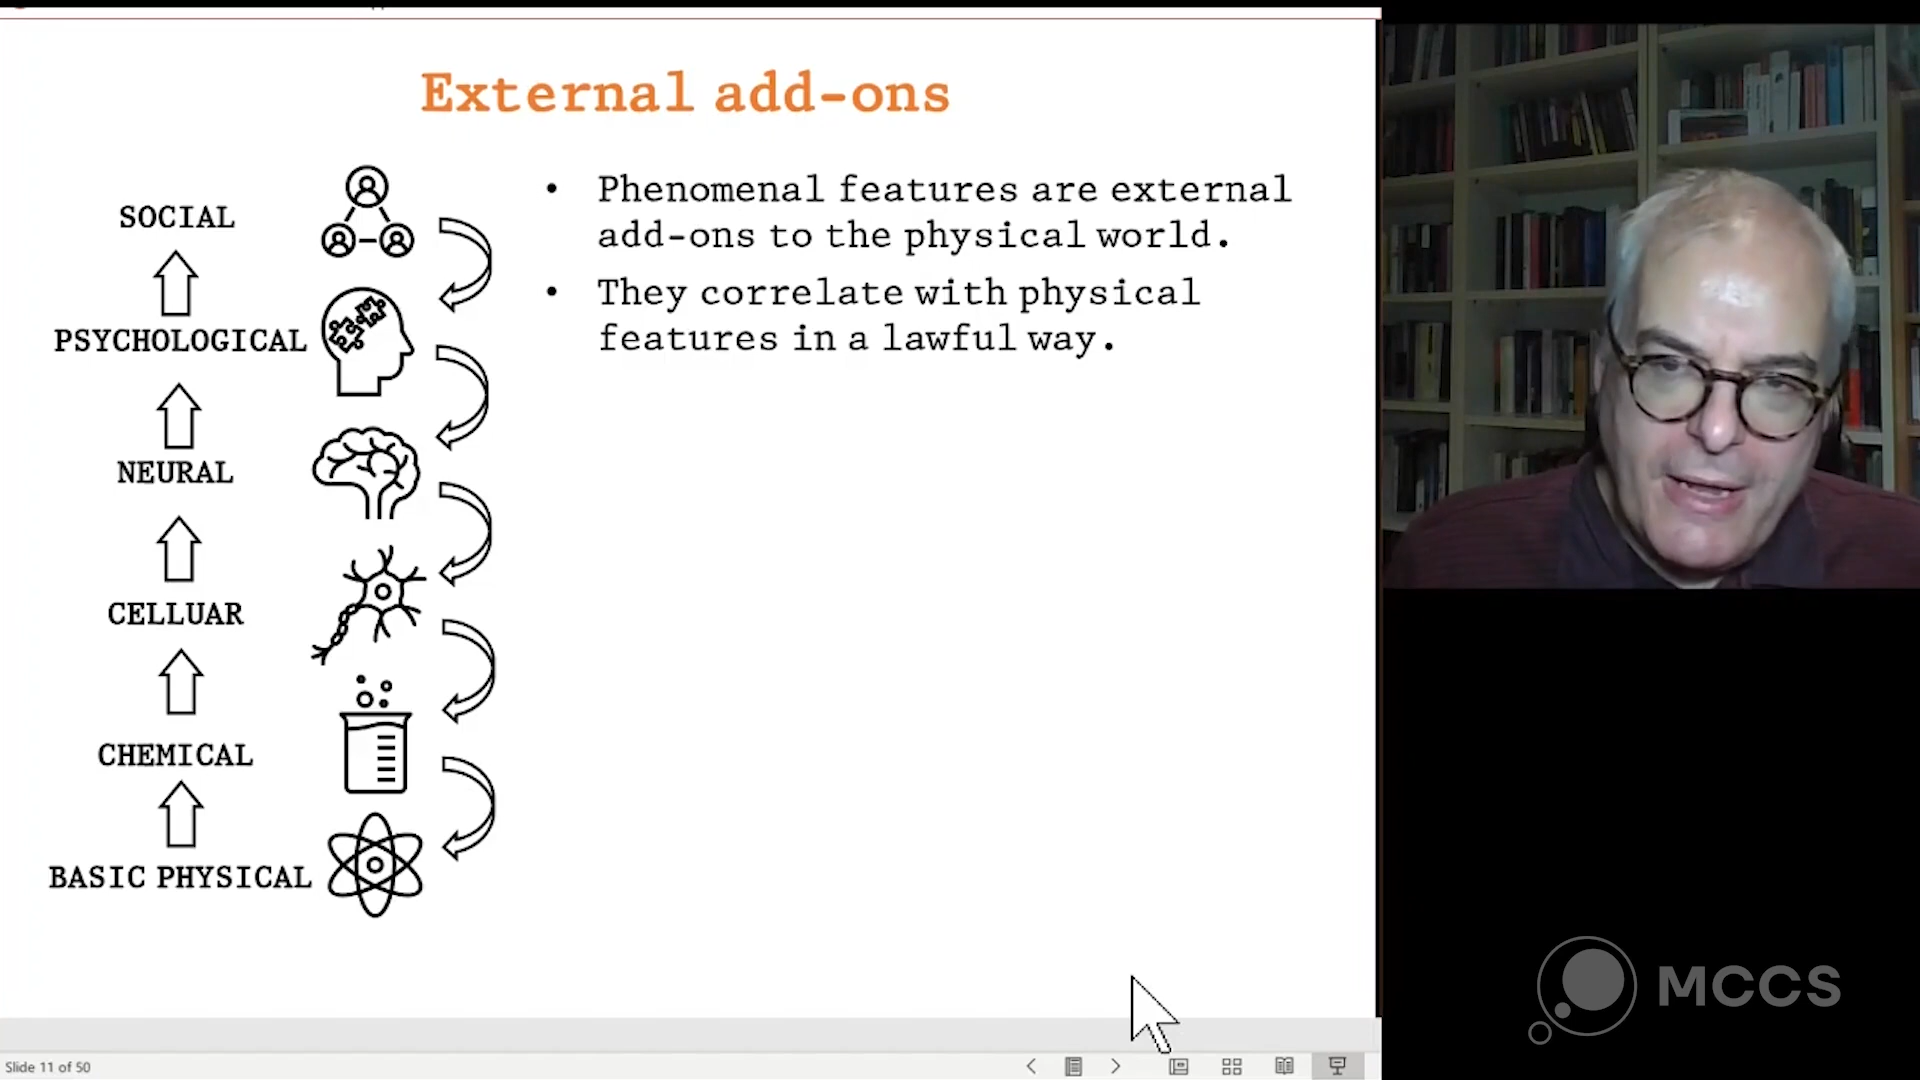 External add-ons
SOCIAL
PSYCHOLOGICAL
NEURAL
CELLUAR
CHEMICAL
BASIC PHYSICAL
• Phenomenal features are external
add-ons to the physical world.
• They correlate with physical
features in a lawful way.
MCCS
Slide 11 of 50